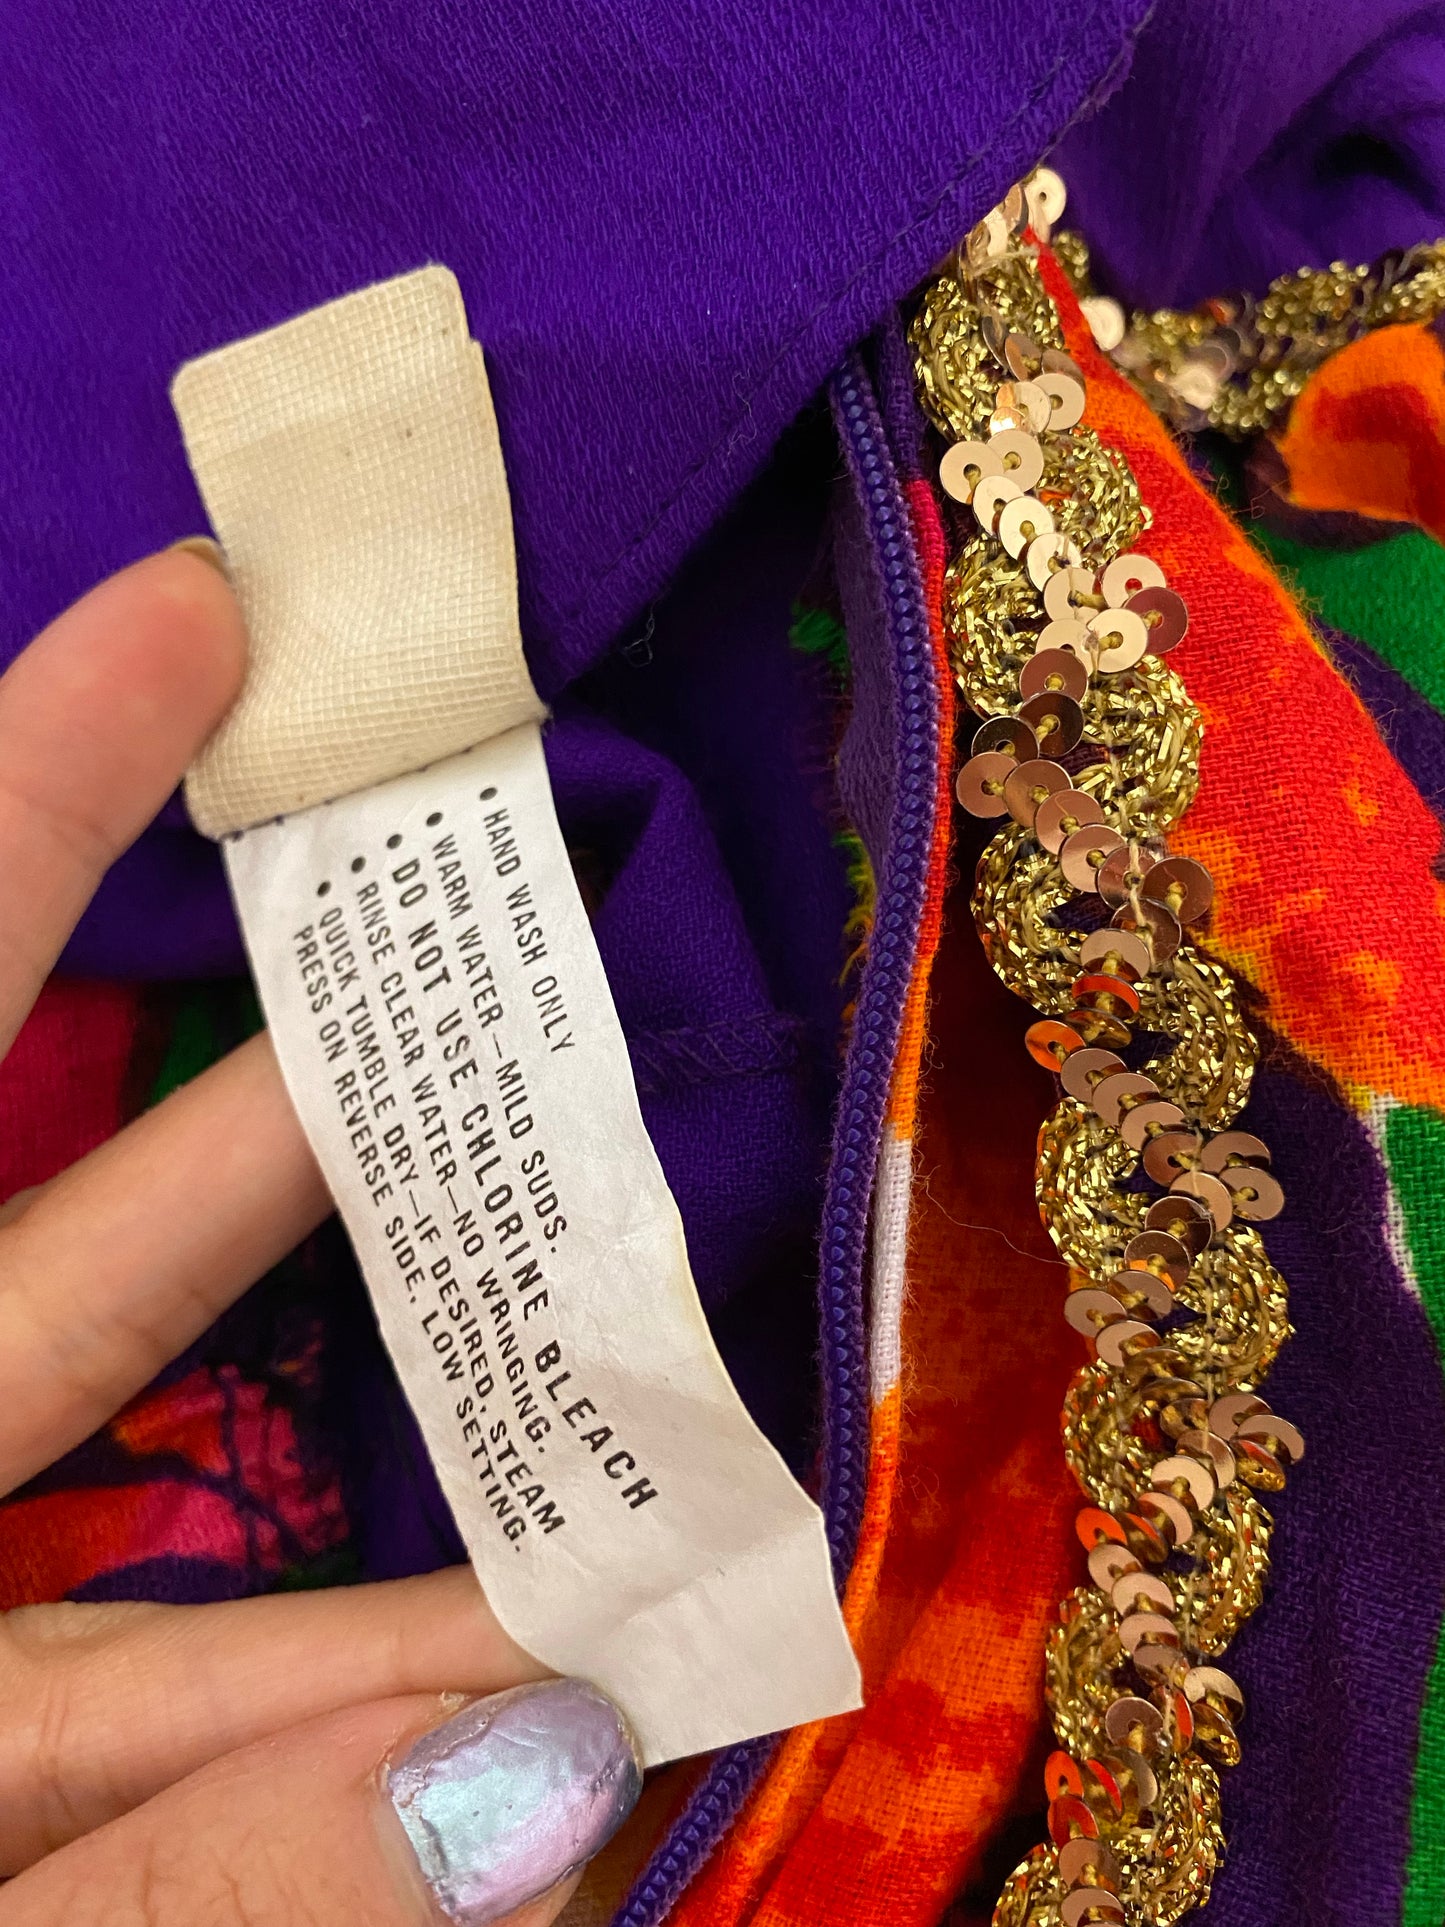 • HAND WASH ONLY
• WARM WATER—MILD SUDS.
• DO NOT USE CHLORINE BLEACH
• RINSE CLEAR WATER—NO WRINGING.
• QUICK TUMBLE DRY—IF DESIRED, STEAM
PRESS ON REVERSE SIDE, LOW SETTING.